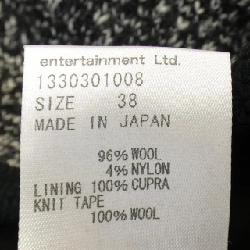 entertainment Ltd.
1330301008
SIZE 38
MADE IN JAPAN
96% WOOL
4% NYLON
LINING 100% CUPRA
KNIT TAPE
100% WOOL